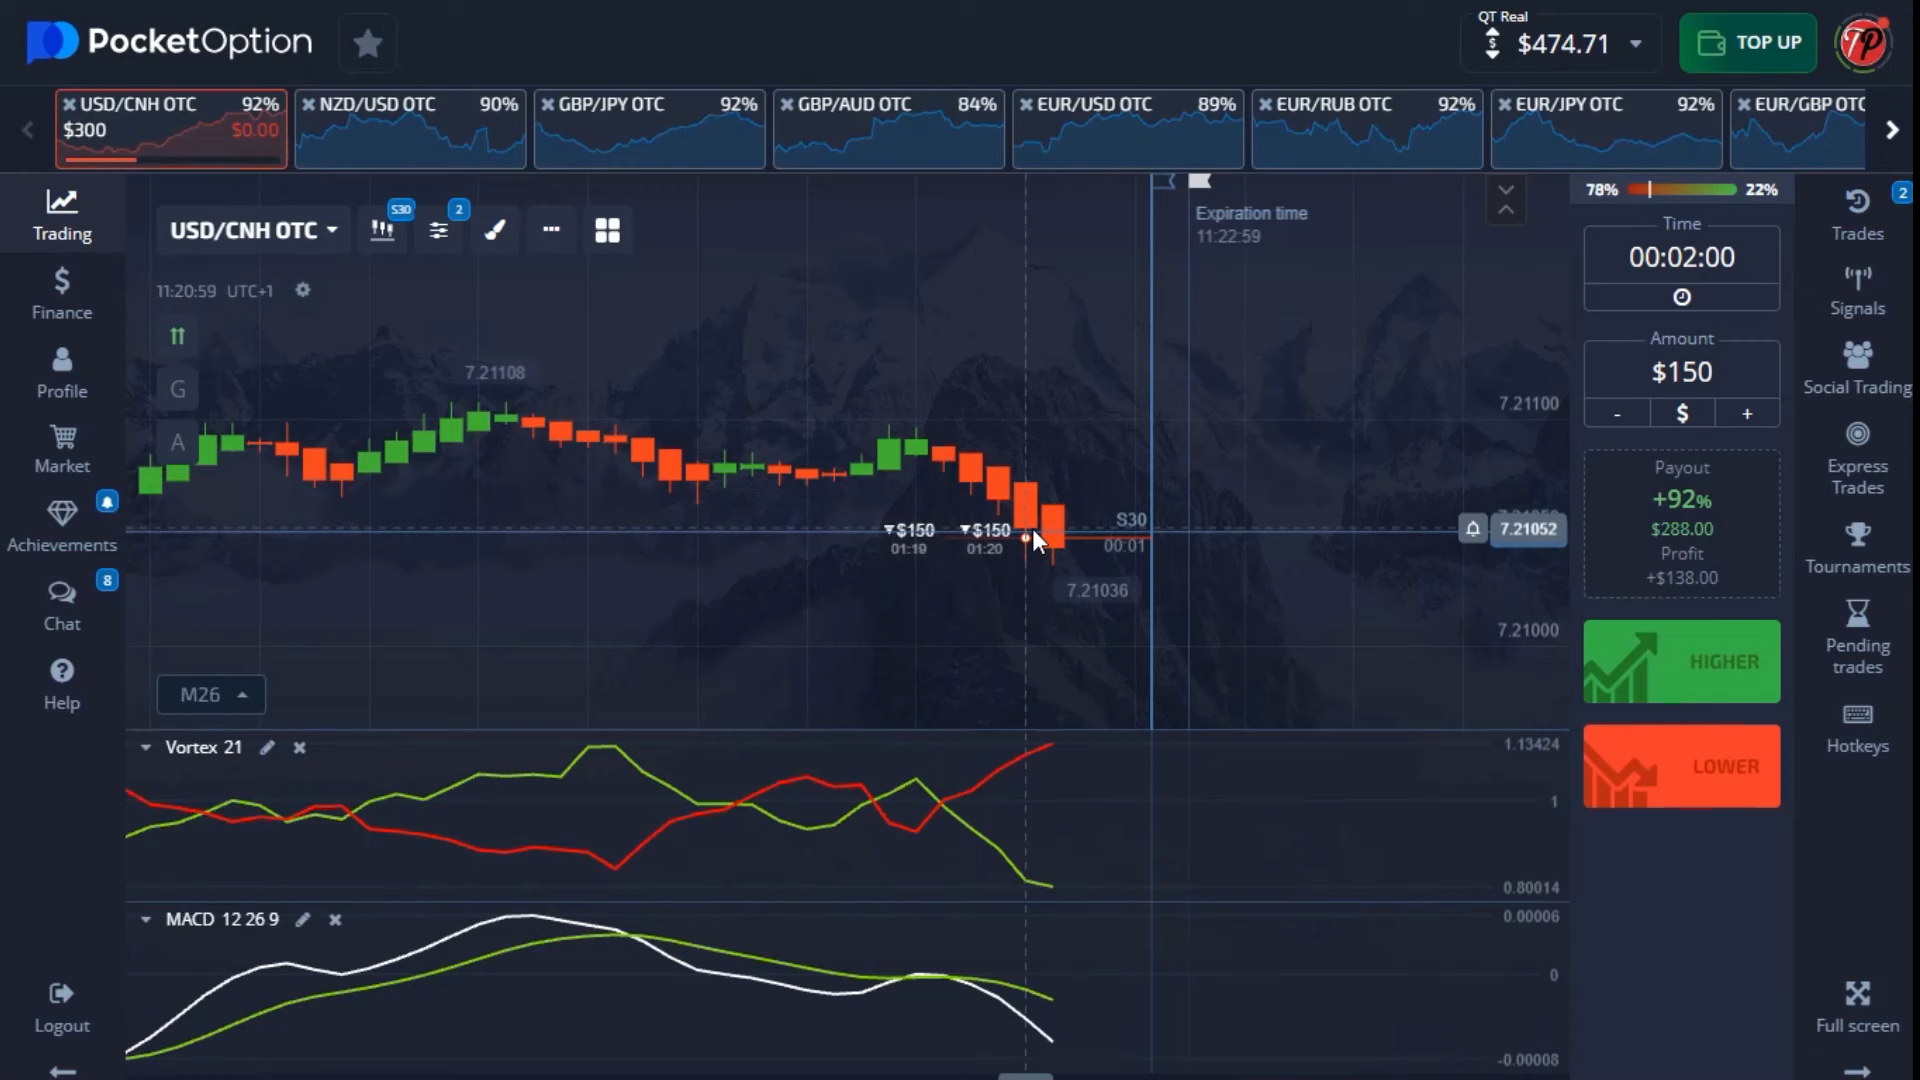 PocketOption
QT Real
$474.71
TOP UP
USD/CNH OTC 92%
$300 $0.00
NZD/USD OTC 90%
GBP/JPY OTC 92%
GBP/AUD OTC 84%
EUR/USD OTC 89%
EUR/RUB OTC 92%
EUR/JPY OTC 92%
EUR/GBP OTC
Trading
Finance
Profile
Market
Achievements
8
Chat
Help
Logout
USD/CNH OTC
S30
2
11:20:59 UTC+1
G
A
7.21108
Expiration time
11:22:59
7.21100
$150
01:19
$150
01:20
S30
00:01
7.21052
7.21036
7.21000
M26
Vortex 21
1.13424
1
0.80014
MACD 12 26 9
0.00006
0
-0.00008
78% 22%
Time
00:02:00
Amount
$150
- $ +
Payout
+92%
$288.00
Profit
+$138.00
HIGHER
LOWER
2
Trades
Signals
Social Trading
Express
Trades
Tournaments
Pending
trades
Hotkeys
Full screen